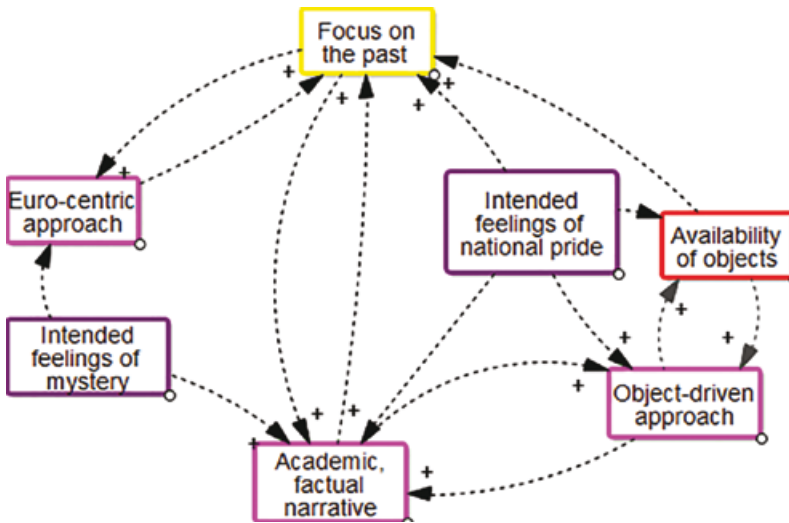 Focus on
the past
+
+
+
+
+
Euro-centric
approach
Intended
feelings of
national pride
Availability
of objects
Intended
feelings of
mystery
+
+
+
Object-driven
approach
+
+
+
+
+
Academic,
factual
narrative